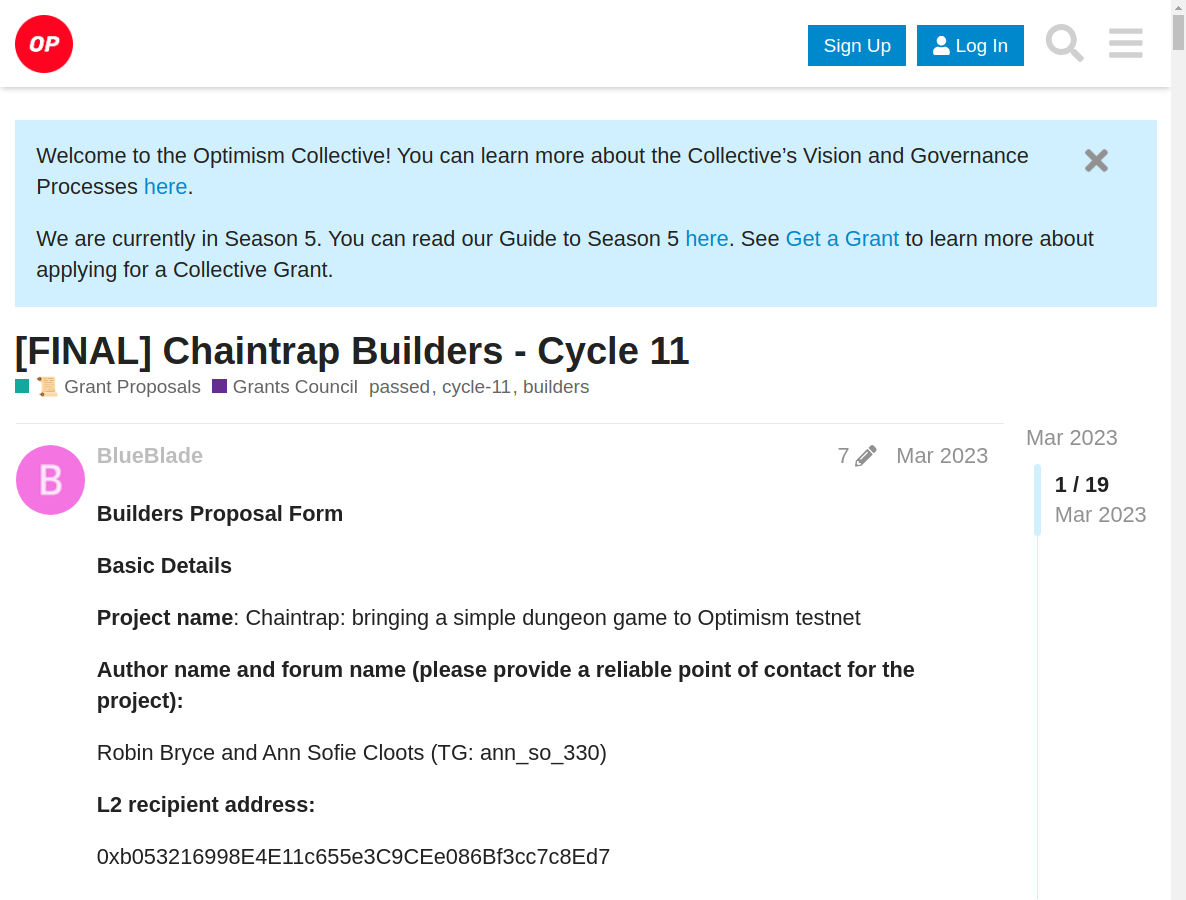 OP
Sign Up
Log In
Welcome to the Optimism Collective! You can learn more about the Collective’s Vision and Governance
Processes here.
We are currently in Season 5. You can read our Guide to Season 5 here. See Get a Grant to learn more about
applying for a Collective Grant.
[FINAL] Chaintrap Builders - Cycle 11
Grant Proposals Grants Council passed, cycle-11, builders
Mar 2023
B
BlueBlade
7
Mar 2023
1 / 19
Mar 2023
Builders Proposal Form
Basic Details
Project name: Chaintrap: bringing a simple dungeon game to Optimism testnet
Author name and forum name (please provide a reliable point of contact for the
project):
Robin Bryce and Ann Sofie Cloots (TG: ann_so_330)
L2 recipient address:
0xb053216998E4E11c655e3C9CEe086Bf3cc7c8Ed7